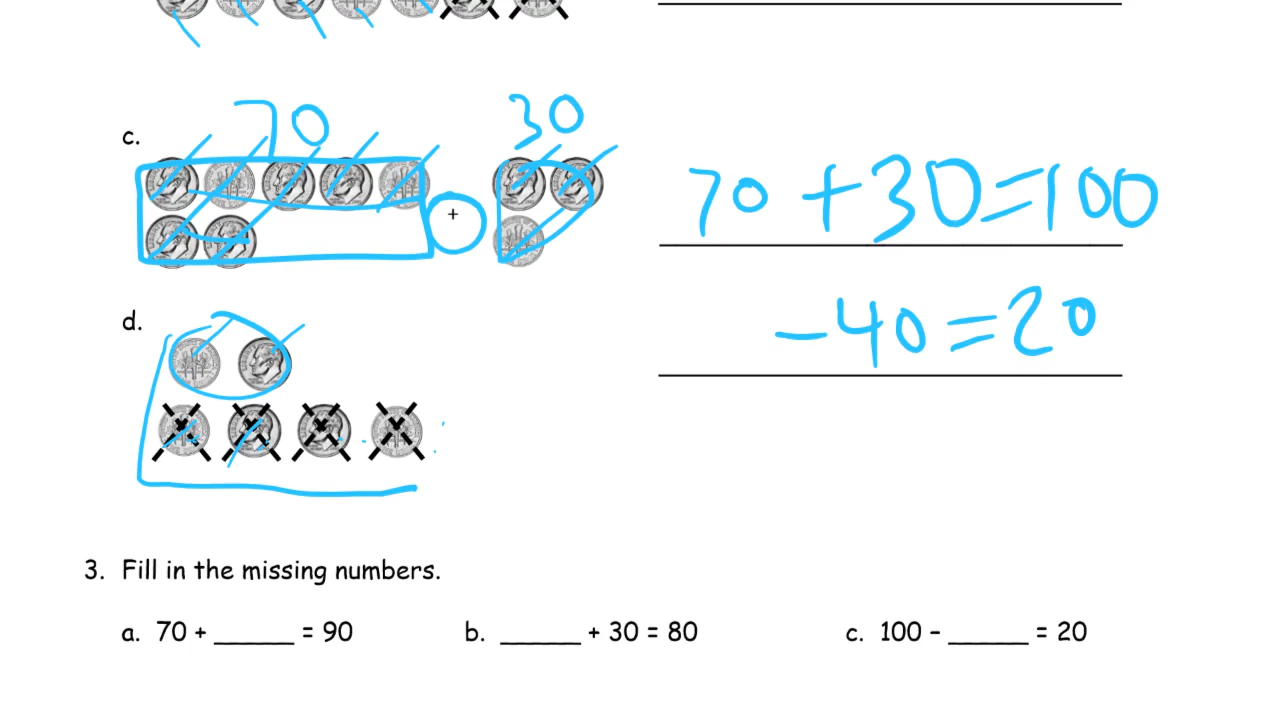 70 30
c.
+
70 + 30 = 100
d.
- 40 = 20
3. Fill in the missing numbers.
a. 70 + ______ = 90 b. ______ + 30 = 80 c. 100 – ______ = 20